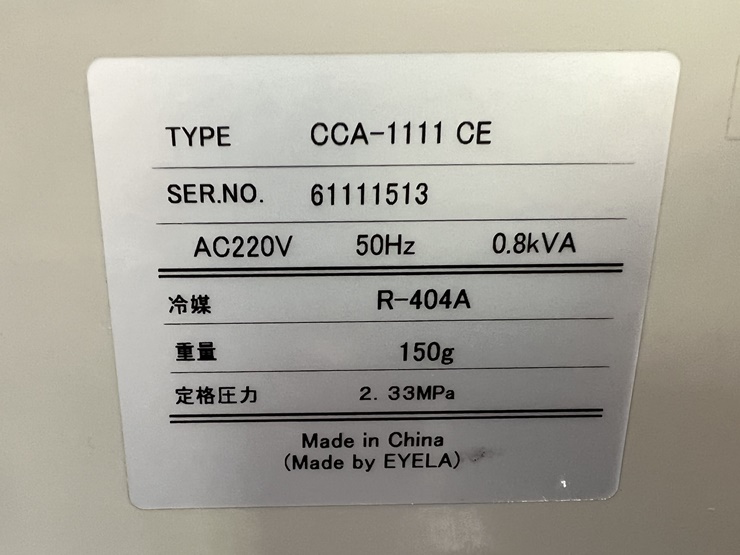 TYPE CCA-1111 CE
SER.NO. 61111513
AC220V 50Hz 0.8kVA
冷媒 R-404A
重量 150g
定格圧力 2. 33MPa
Made in China
(Made by EYELA)